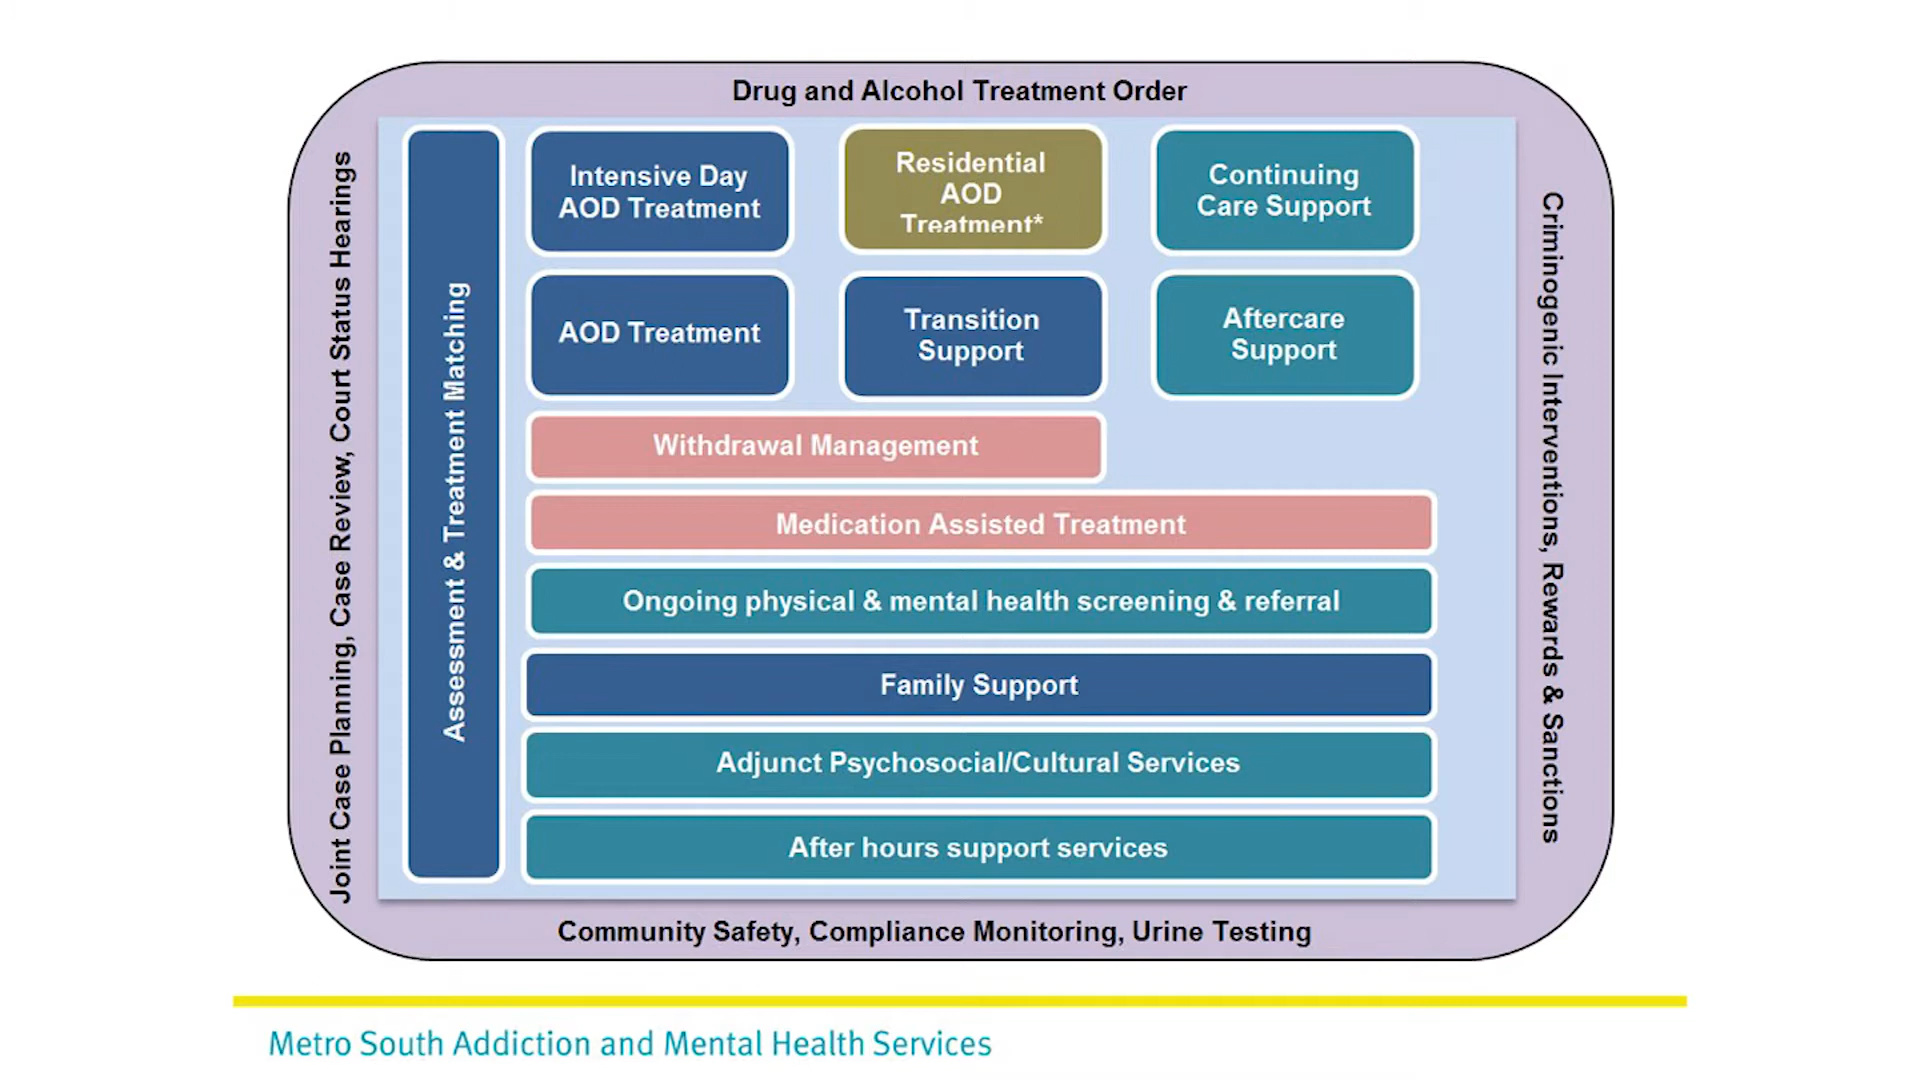 Drug and Alcohol Treatment Order
Joint Case Planning, Case Review, Court Status Hearings
Assessment & Treatment Matching
Intensive Day
AOD Treatment
Residential
AOD
Treatment*
Continuing
Care Support
AOD Treatment
Transition
Support
Aftercare
Support
Withdrawal Management
Medication Assisted Treatment
Ongoing physical & mental health screening & referral
Family Support
Adjunct Psychosocial/Cultural Services
After hours support services
Criminogenic Interventions, Rewards & Sanctions
Community Safety, Compliance Monitoring, Urine Testing
Metro South Addiction and Mental Health Services